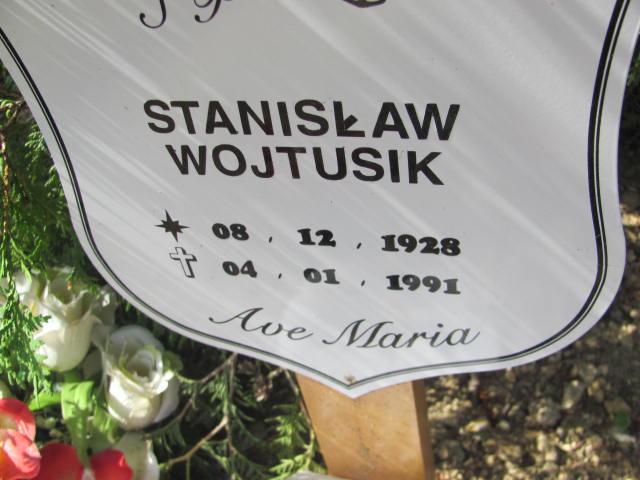 STANISŁAW
WOJTUSIK
08 . 12 . 1928
04 . 01 . 1991
Ave Maria